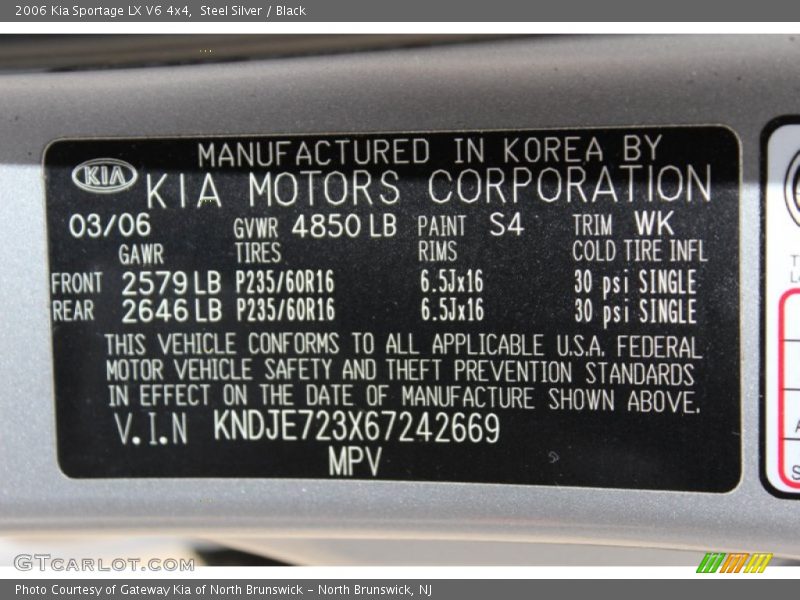 2006 Kia Sportage LX V6 4x4,  Steel Silver / Black
MANUFACTURED IN KOREA BY
KIA KIA MOTORS CORPORATION
03/06 GVWR 4850 LB PAINT S4 TRIM WK
GAWR TIRES RIMS COLD TIRE INFL
FRONT 2579 LB P235/60R16 6.5Jx16 30 psi SINGLE
REAR 2646 LB P235/60R16 6.5Jx16 30 psi SINGLE
THIS VEHICLE CONFORMS TO ALL APPLICABLE U.S.A. FEDERAL
MOTOR VEHICLE SAFETY AND THEFT PREVENTION STANDARDS
IN EFFECT ON THE DATE OF MANUFACTURE SHOWN ABOVE.
V.I.N KNDJE723X67242669
MPV
GTCARLOT.COM
Photo Courtesy of Gateway Kia of North Brunswick - North Brunswick, NJ